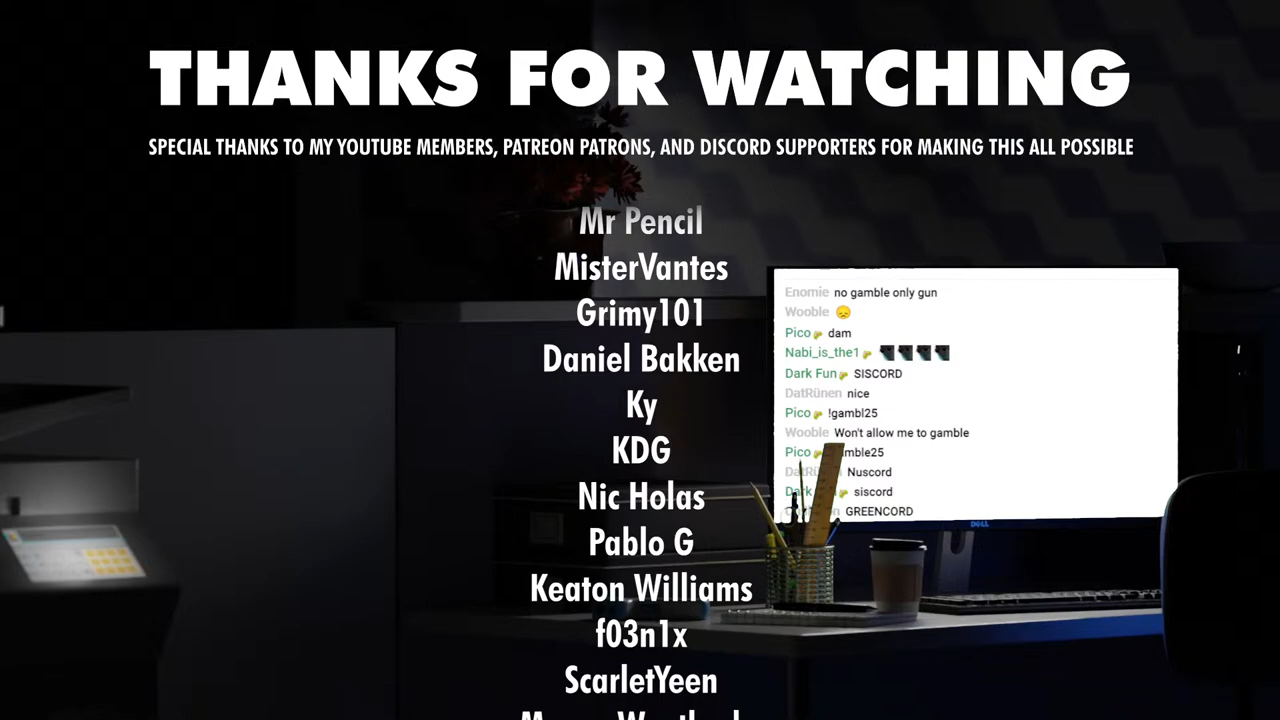 THANKS FOR WATCHING
SPECIAL THANKS TO MY YOUTUBE MEMBERS, PATREON PATRONS, AND DISCORD SUPPORTERS FOR MAKING THIS ALL POSSIBLE
Mr Pencil
MisterVantes
Grimy101
Daniel Bakken
Ky
KDG
Nic Holas
Pablo G
Keaton Williams
f03n1x
ScarletYeen
Enomie no gamble only gun
Wooble 😞
Pico dam
Nabi_is_the1
Dark Fun SISCORD
DatRünen nice
Pico !gambl25
Wooble Won't allow me to gamble
Pico
Nuscord
siscord
GREENCORD
DELL